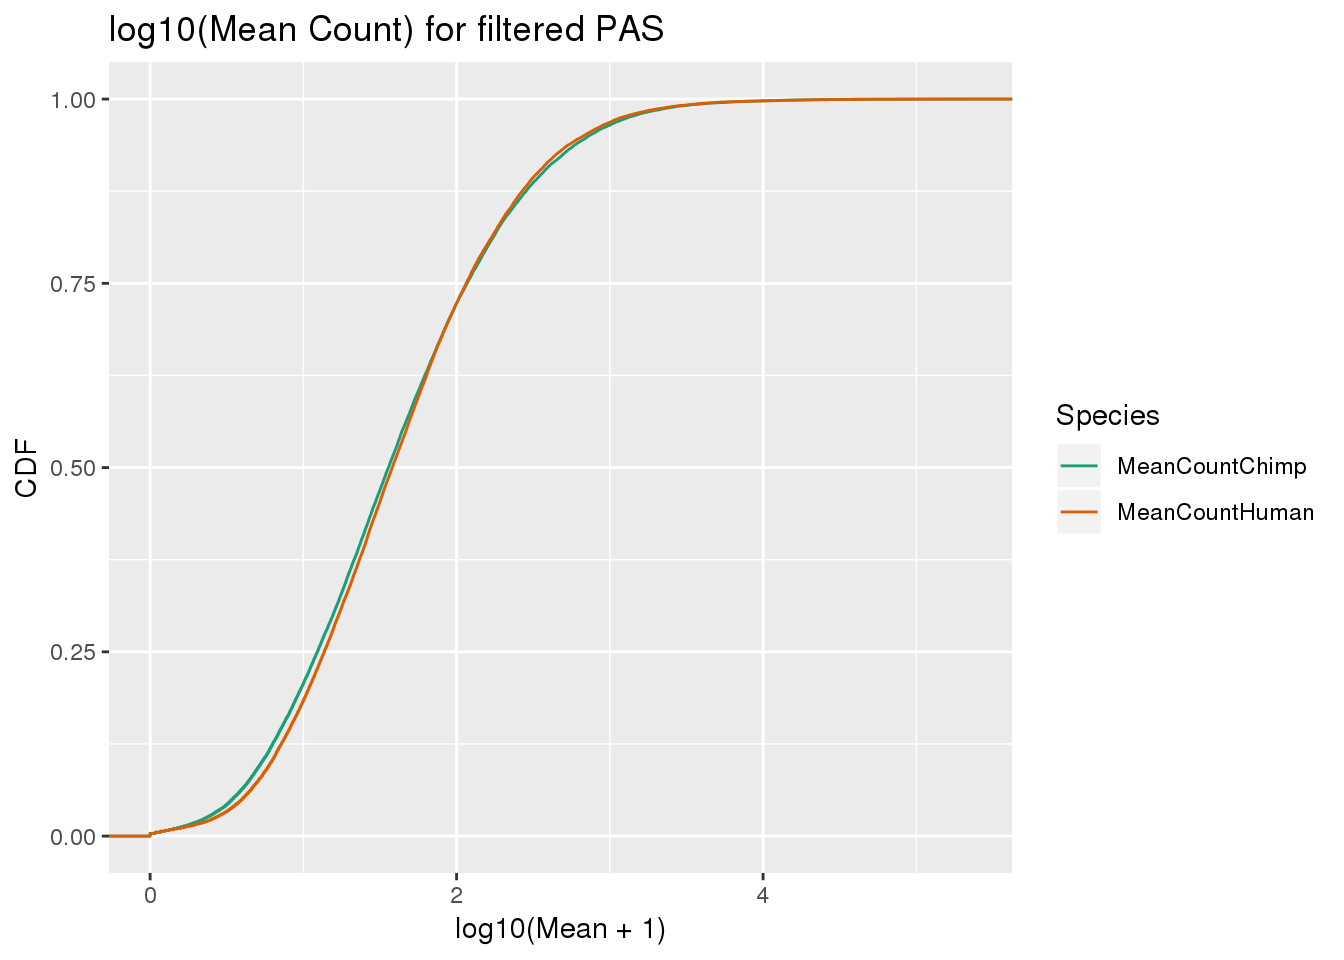 log10(Mean Count) for filtered PAS
1.00
0.75
0.50
0.25
0.00
CDF
0
2
4
log10(Mean + 1)
Species
MeanCountChimp
MeanCountHuman